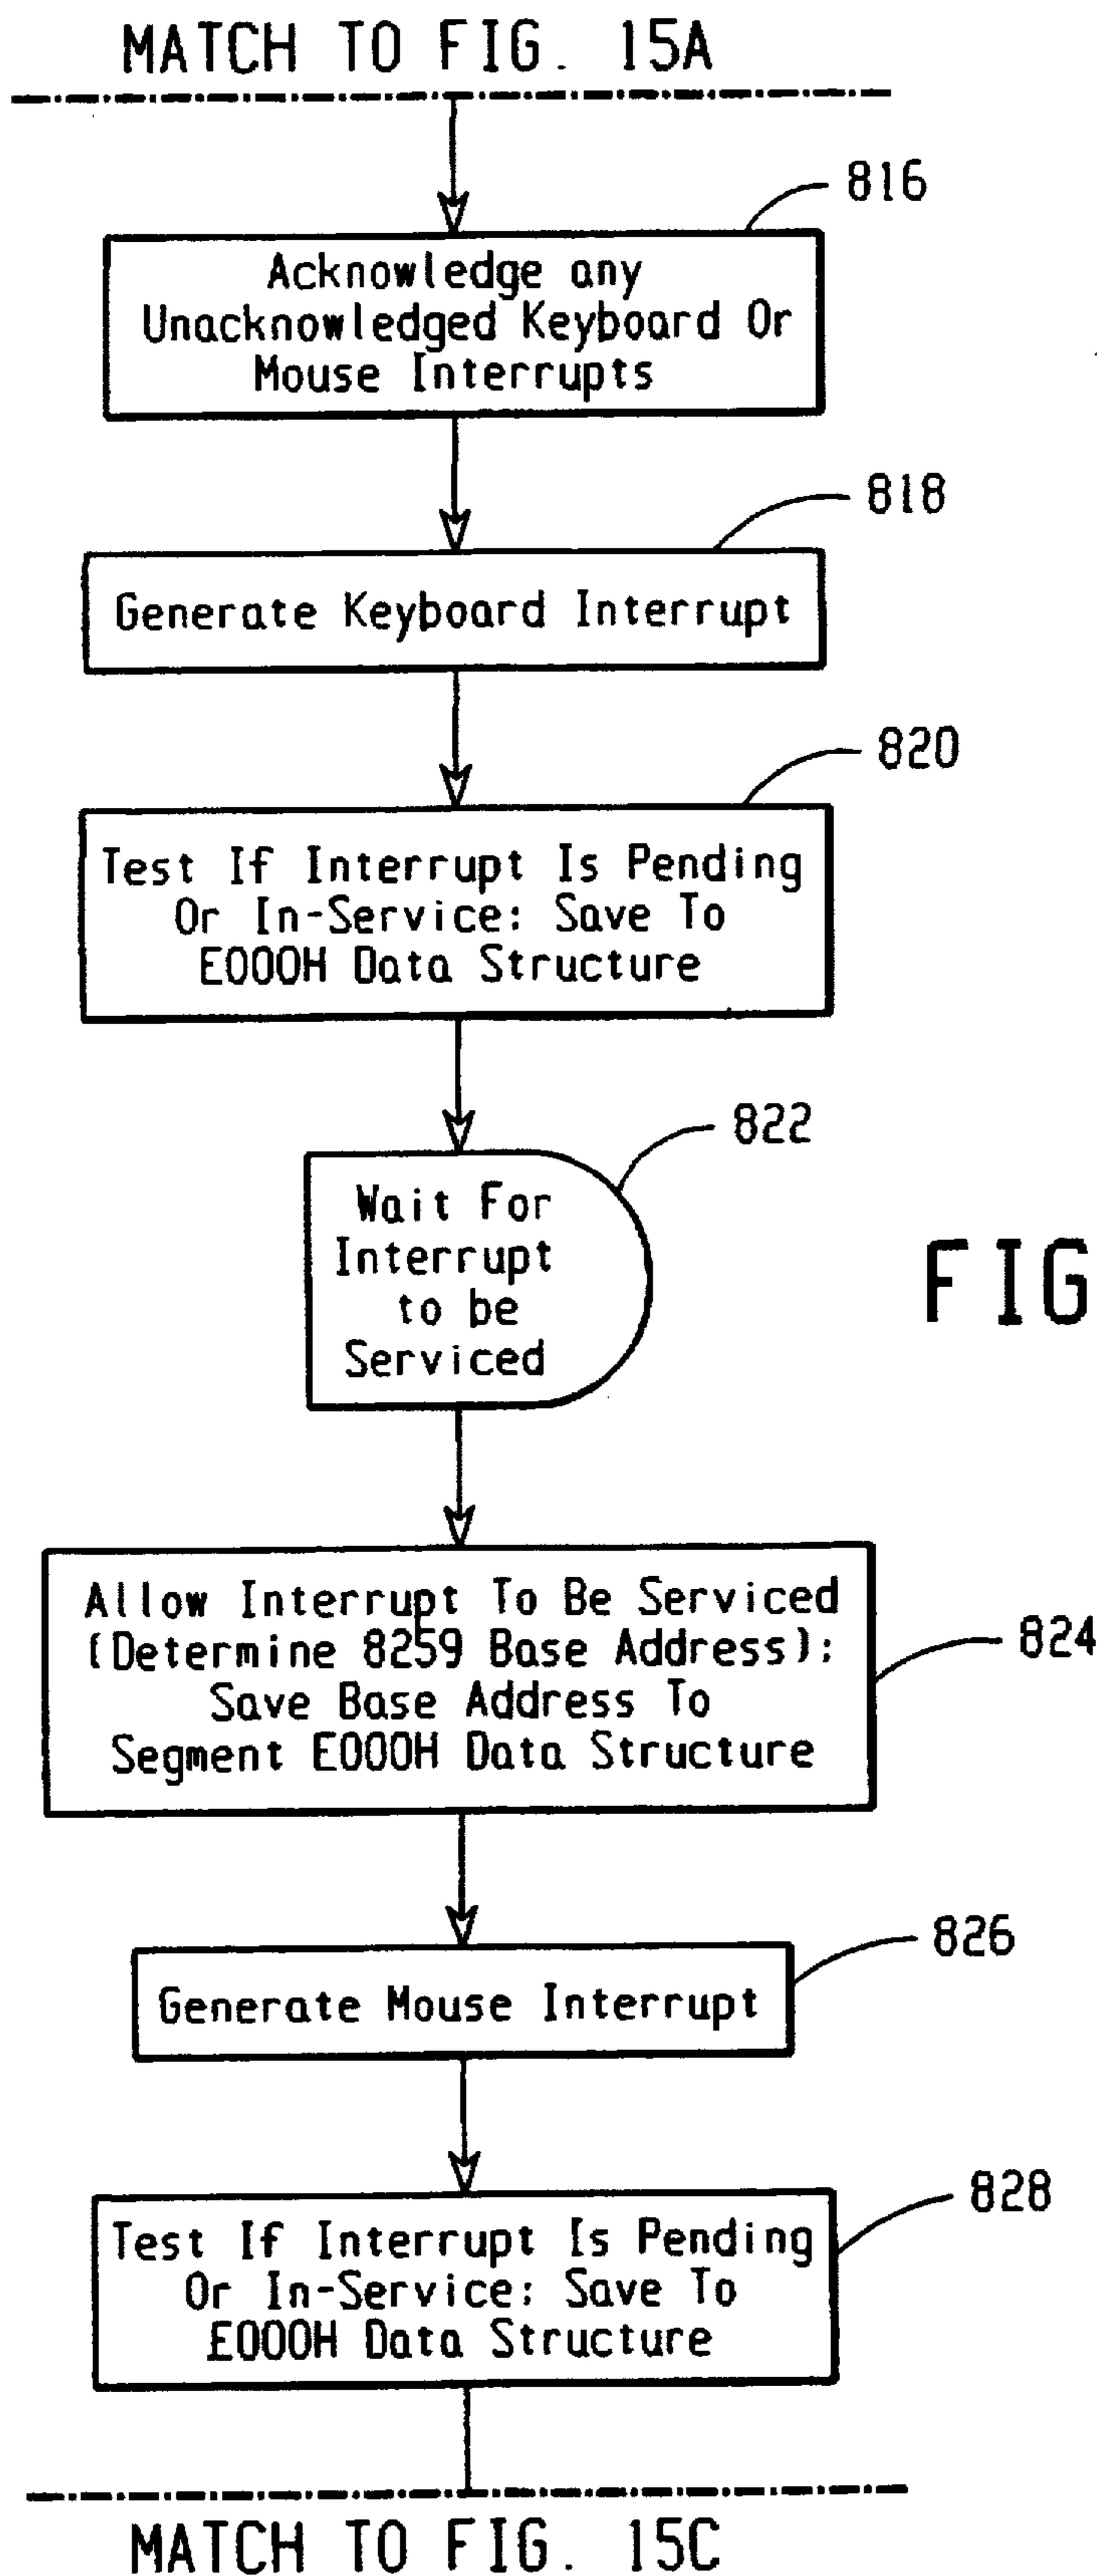 MATCH TO FIG. 15A
816
Acknowledge any
Unacknowledged Keyboard Or
Mouse Interrupts
818
Generate Keyboard Interrupt
820
Test If Interrupt Is Pending
Or In-Service; Save To
E000H Data Structure
822
Wait For
Interrupt
to be
Serviced
FIG
824
Allow Interrupt To Be Serviced
(Determine 8259 Base Address);
Save Base Address To
Segment E000H Data Structure
826
Generate Mouse Interrupt
828
Test If Interrupt Is Pending
Or In-Service; Save To
E000H Data Structure
MATCH TO FIG. 15C